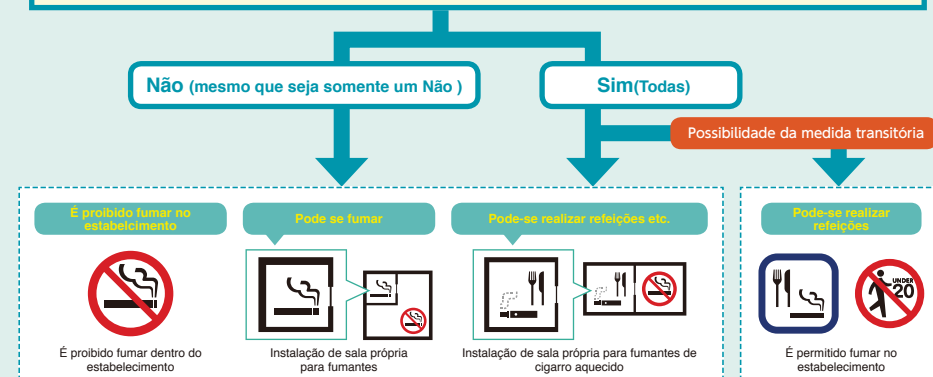 Não (mesmo que seja somente um Não )
Sim(Todas)
Possibilidade da medida transitória
É proibido fumar no
estabelcimento
Pode se fumar
Pode-se realizar refeições etc.
Pode-se realizar
refeições
UNDER
20
É proibido fumar dentro do
estabelecimento
Instalação de sala própria
para fumantes
Instalação de sala própria para fumantes de
cigarro aquecido
É permitido fumar no
estabelecimento